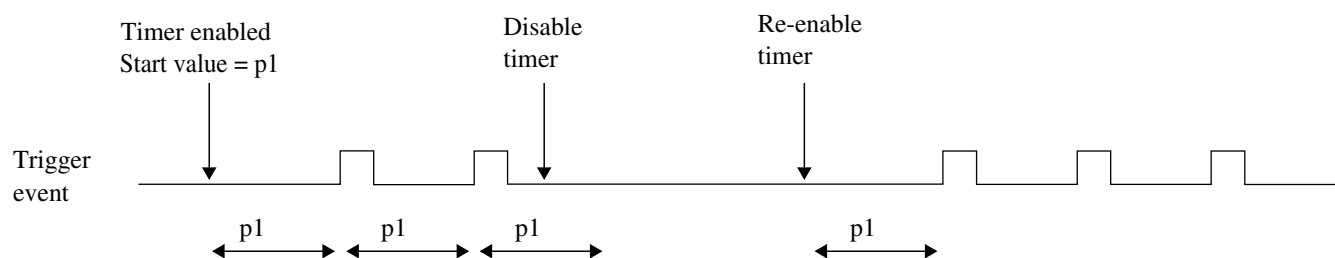 Timer enabled
Start value = p1
Disable
timer
Re-enable
timer
Trigger
event
p1
p1
p1
p1